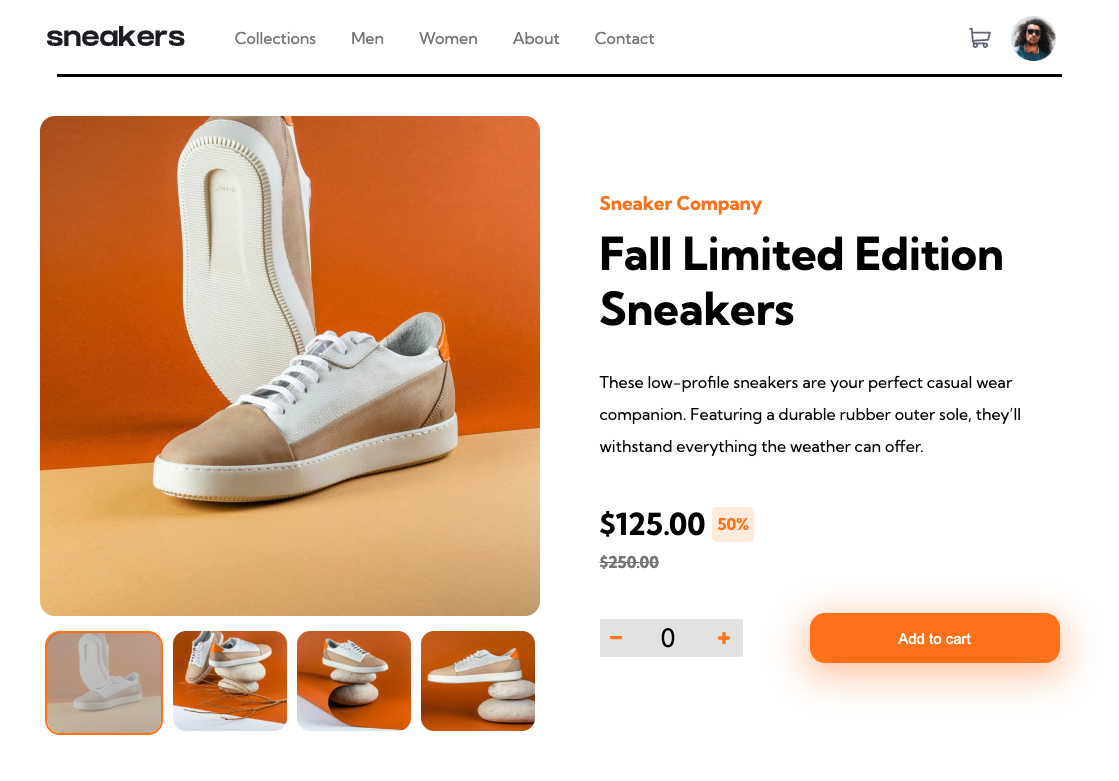 sneakers
Collections Men Women About Contact
Sneaker Company
Fall Limited Edition
Sneakers
These low-profile sneakers are your perfect casual wear
companion. Featuring a durable rubber outer sole, they’ll
withstand everything the weather can offer.
$125.00 50%
$250.00
− 0 +
Add to cart